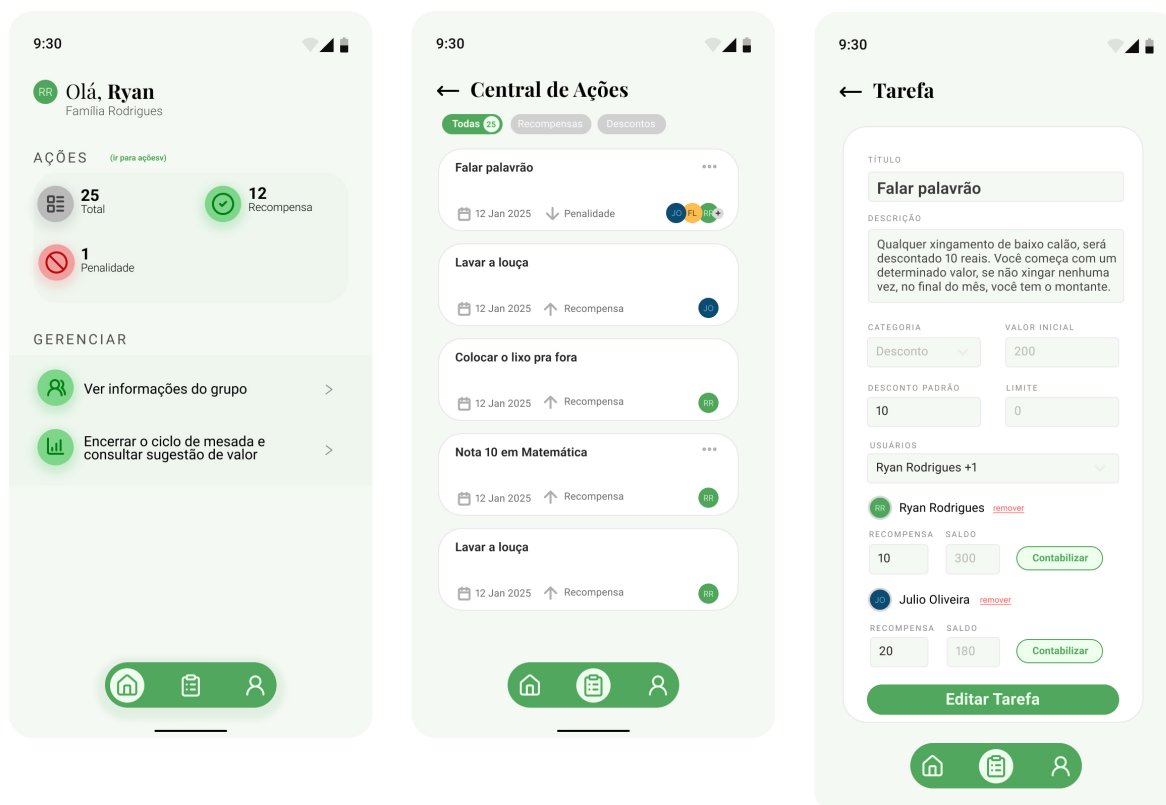 9:30
RR
Olá, Ryan
Família Rodrigues
AÇÕES
(ir para açõesv)
25
Total
12
Recompensa
1
Penalidade
GERENCIAR
Ver informações do grupo
Encerrar o ciclo de mesada e
consultar sugestão de valor
9:30
Central de Ações
Todas 25
Recompensas
Descontos
Falar palavrão
12 Jan 2025
Penalidade
JO
FL
RR
+
Lavar a louça
12 Jan 2025
Recompensa
JO
Colocar o lixo pra fora
12 Jan 2025
Recompensa
RR
Nota 10 em Matemática
12 Jan 2025
Recompensa
RR
Lavar a louça
12 Jan 2025
Recompensa
RR
9:30
Tarefa
TÍTULO
Falar palavrão
DESCRIÇÃO
Qualquer xingamento de baixo calão, será
descontado 10 reais. Você começa com um
determinado valor, se não xingar nenhuma
vez, no final do mês, você tem o montante.
CATEGORIA
VALOR INICIAL
Desconto
200
DESCONTO PADRÃO
LIMITE
10
0
USUÁRIOS
Ryan Rodrigues +1
RR
Ryan Rodrigues
remover
RECOMPENSA
SALDO
10
300
Contabilizar
JO
Julio Oliveira
remover
RECOMPENSA
SALDO
20
180
Contabilizar
Editar Tarefa